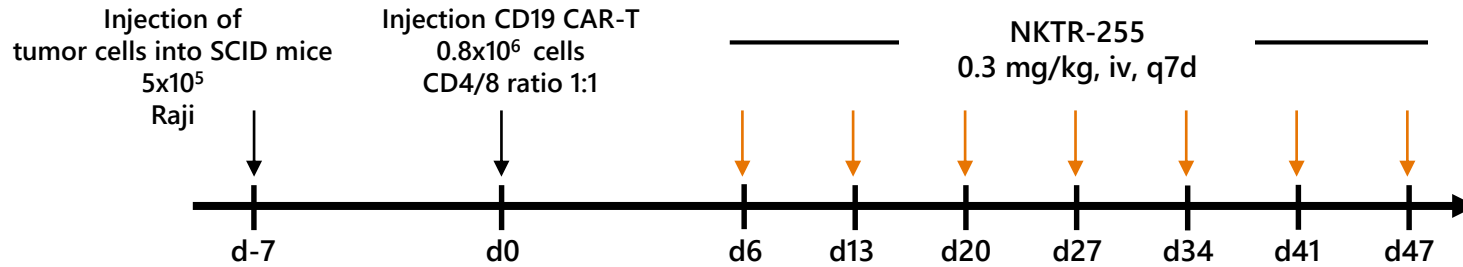 Injection of
tumor cells into SCID mice
5x10⁵
Raji
Injection CD19 CAR-T
0.8x10⁶ cells
CD4/8 ratio 1:1
NKTR-255
0.3 mg/kg, iv, q7d
d-7
d0
d6
d13
d20
d27
d34
d41
d47